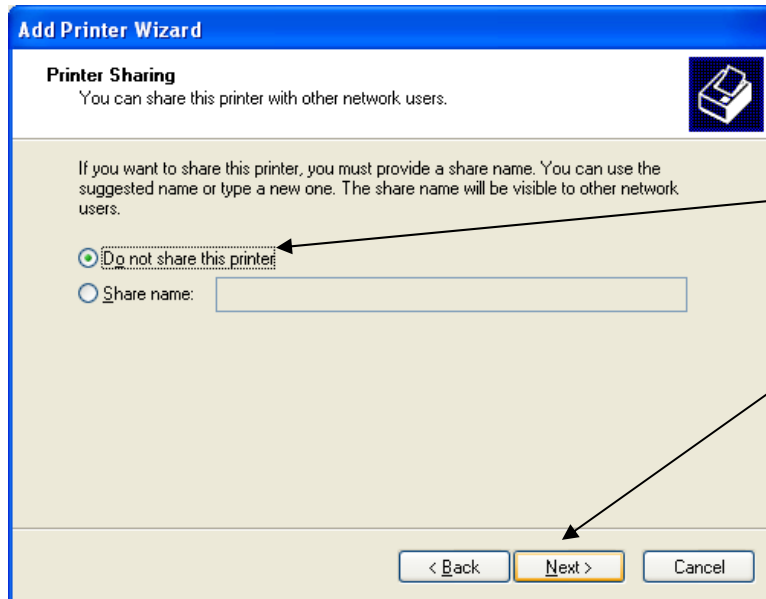 Add Printer Wizard
Printer Sharing
You can share this printer with other network users.
If you want to share this printer, you must provide a share name. You can use the
suggested name or type a new one. The share name will be visible to other network
users.
Do not share this printer
Share name:
< Back Next > Cancel